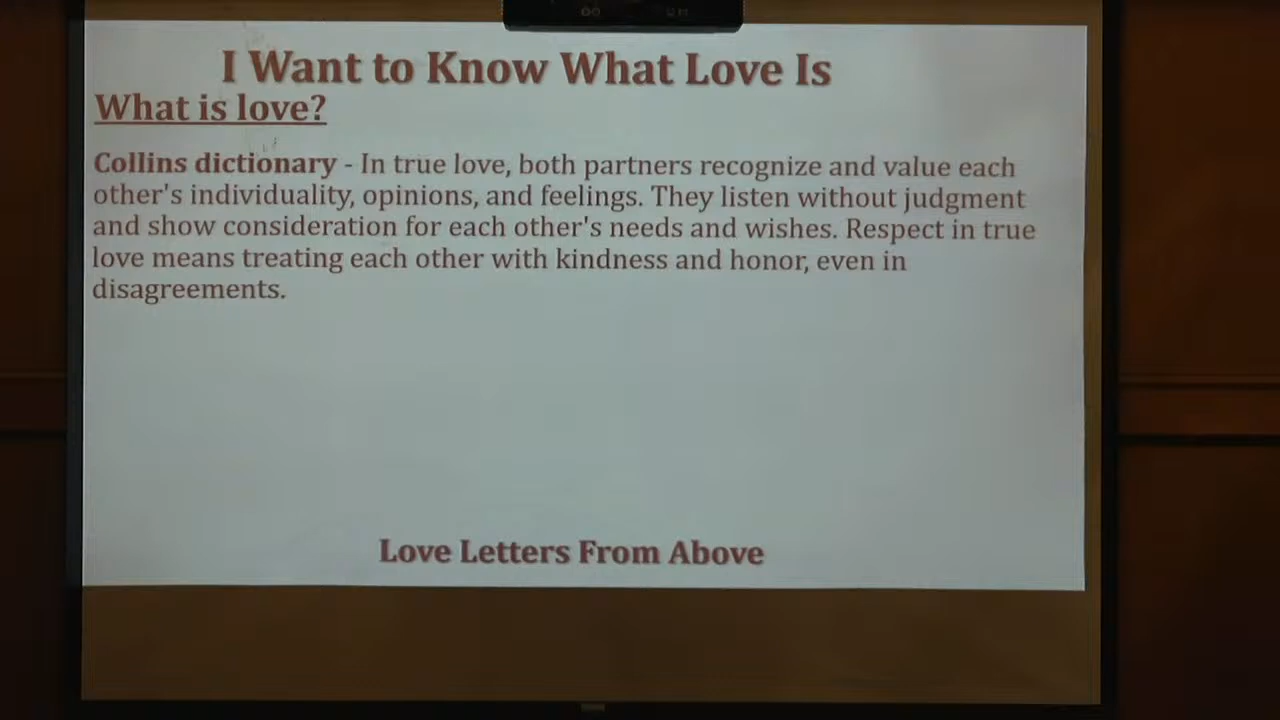 I Want to Know What Love Is
What is love?
Collins dictionary - In true love, both partners recognize and value each
other's individuality, opinions, and feelings. They listen without judgment
and show consideration for each other's needs and wishes. Respect in true
love means treating each other with kindness and honor, even in
disagreements.
Love Letters From Above